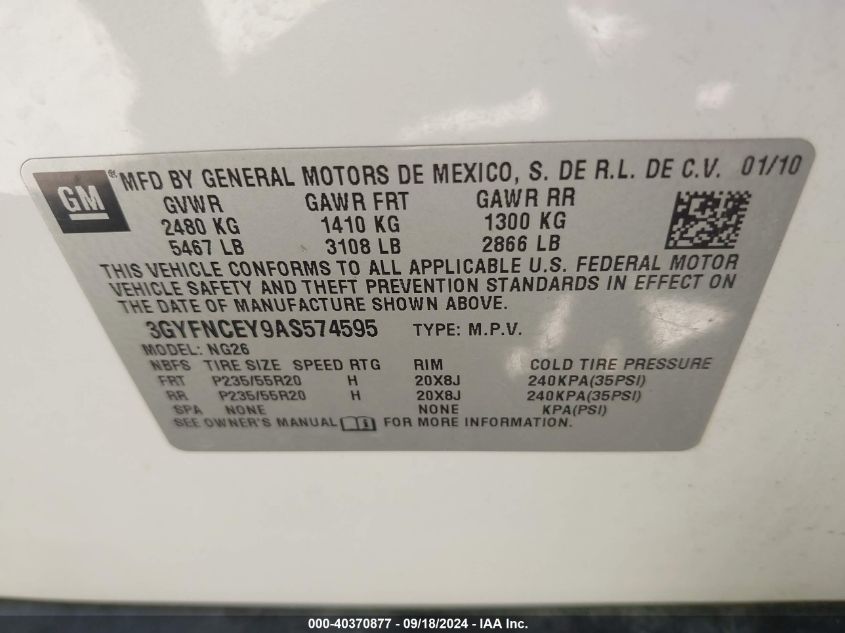 GM ® MFD BY GENERAL MOTORS DE MEXICO, S. DE R.L. DE C.V. 01/10
GVWR GAWR FRT GAWR RR
2480 KG 1410 KG 1300 KG
5467 LB 3108 LB 2866 LB
THIS VEHICLE CONFORMS TO ALL APPLICABLE U.S. FEDERAL MOTOR
VEHICLE SAFETY AND THEFT PREVENTION STANDARDS IN EFFECT ON
THE DATE OF MANUFACTURE SHOWN ABOVE.
3GYFNCEY9AS574595 TYPE: M.P.V.
MODEL: NG26
NBFS TIRE SIZE SPEED RTG RIM COLD TIRE PRESSURE
FRT P235/55R20 H 20X8J 240KPA(35PSI)
RR P235/55R20 H 20X8J 240KPA(35PSI)
SPA NONE NONE KPA(PSI)
SEE OWNER'S MANUAL FOR MORE INFORMATION.
000-40370877 - 09/18/2024 - IAA Inc.